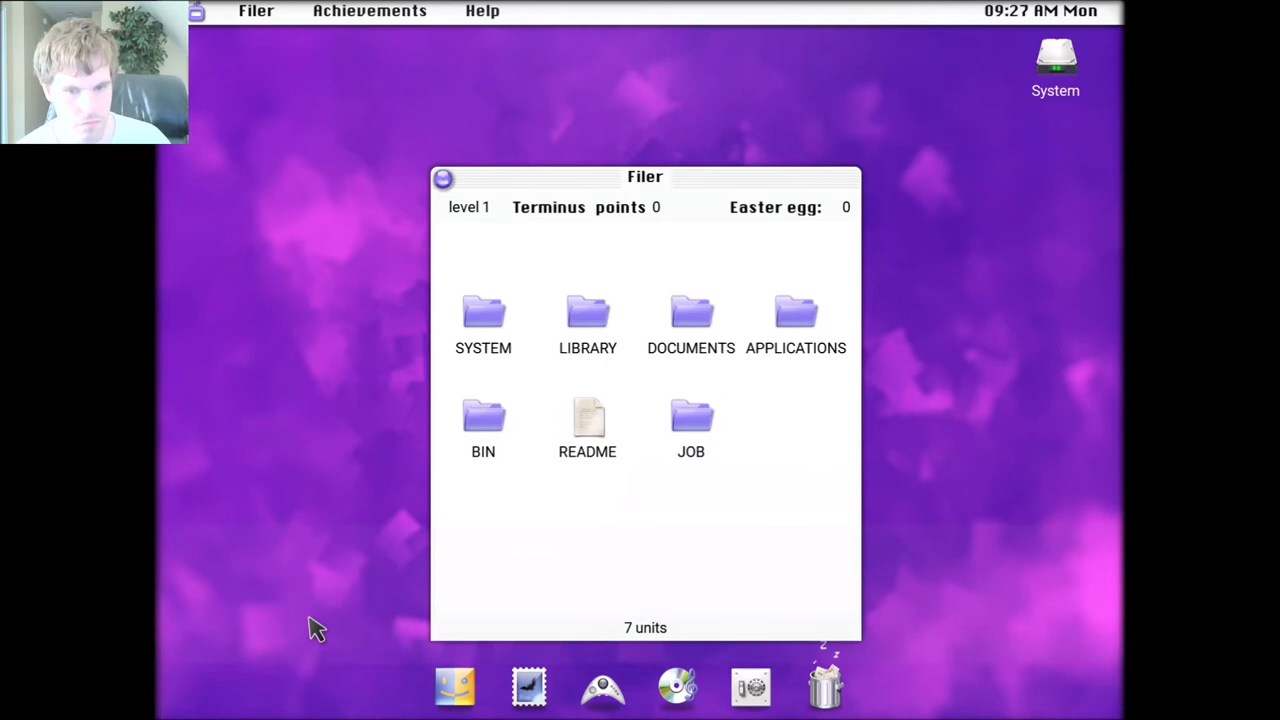 Filer Achievements Help 09:27 AM Mon
System
Filer
level 1 Terminus points 0 Easter egg: 0
SYSTEM LIBRARY DOCUMENTS APPLICATIONS
BIN README JOB
7 units
z
z z